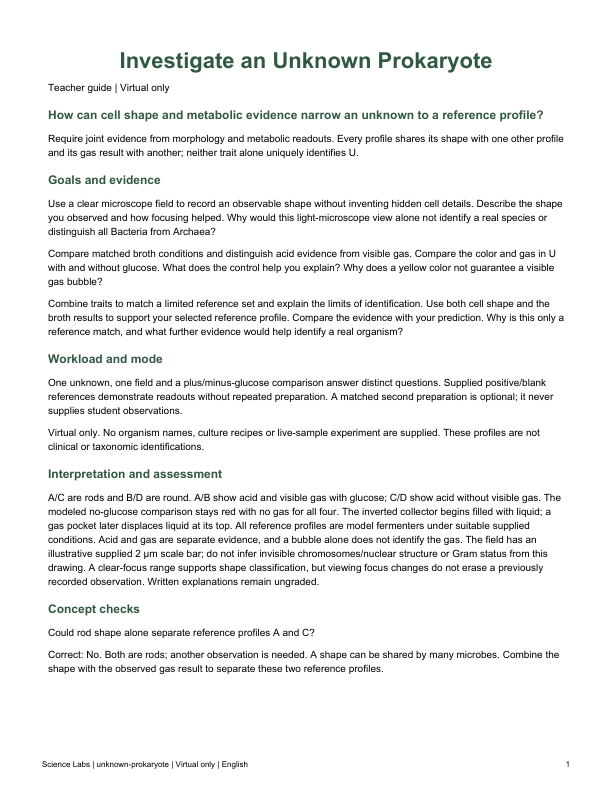 Investigate an Unknown Prokaryote
Teacher guide | Virtual only
How can cell shape and metabolic evidence narrow an unknown to a reference profile?
Require joint evidence from morphology and metabolic readouts. Every profile shares its shape with one other profile
and its gas result with another; neither trait alone uniquely identifies U.
Goals and evidence
Use a clear microscope field to record an observable shape without inventing hidden cell details. Describe the shape
you observed and how focusing helped. Why would this light-microscope view alone not identify a real species or
distinguish all Bacteria from Archaea?
Compare matched broth conditions and distinguish acid evidence from visible gas. Compare the color and gas in U
with and without glucose. What does the control help you explain? Why does a yellow color not guarantee a visible
gas bubble?
Combine traits to match a limited reference set and explain the limits of identification. Use both cell shape and the
broth results to support your selected reference profile. Compare the evidence with your prediction. Why is this only a
reference match, and what further evidence would help identify a real organism?
Workload and mode
One unknown, one field and a plus/minus-glucose comparison answer distinct questions. Supplied positive/blank
references demonstrate readouts without repeated preparation. A matched second preparation is optional; it never
supplies student observations.
Virtual only. No organism names, culture recipes or live-sample experiment are supplied. These profiles are not
clinical or taxonomic identifications.
Interpretation and assessment
A/C are rods and B/D are round. A/B show acid and visible gas with glucose; C/D show acid without visible gas. The
modeled no-glucose comparison stays red with no gas for all four. The inverted collector begins filled with liquid; a
gas pocket later displaces liquid at its top. All reference profiles are model fermenters under suitable supplied
conditions. Acid and gas are separate evidence, and a bubble alone does not identify the gas. The field has an
illustrative supplied 2 µm scale bar; do not infer invisible chromosomes/nuclear structure or Gram status from this
drawing. A clear-focus range supports shape classification, but viewing focus changes do not erase a previously
recorded observation. Written explanations remain ungraded.
Concept checks
Could rod shape alone separate reference profiles A and C?
Correct: No. Both are rods; another observation is needed. A shape can be shared by many microbes. Combine the
shape with the observed gas result to separate these two reference profiles.
Science Labs | unknown-prokaryote | Virtual only | English
1